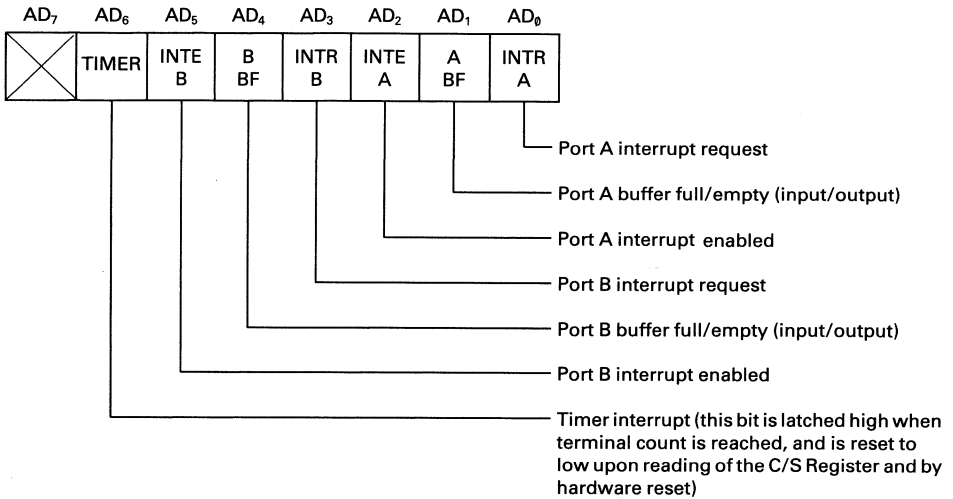 AD₇ AD₆ AD₅ AD₄ AD₃ AD₂ AD₁ AD₀
TIMER INTE B B BF INTR B INTE A A BF INTR A
Port A interrupt request
Port A buffer full/empty (input/output)
Port A interrupt enabled
Port B interrupt request
Port B buffer full/empty (input/output)
Port B interrupt enabled
Timer interrupt (this bit is latched high when
terminal count is reached, and is reset to
low upon reading of the C/S Register and by
hardware reset)